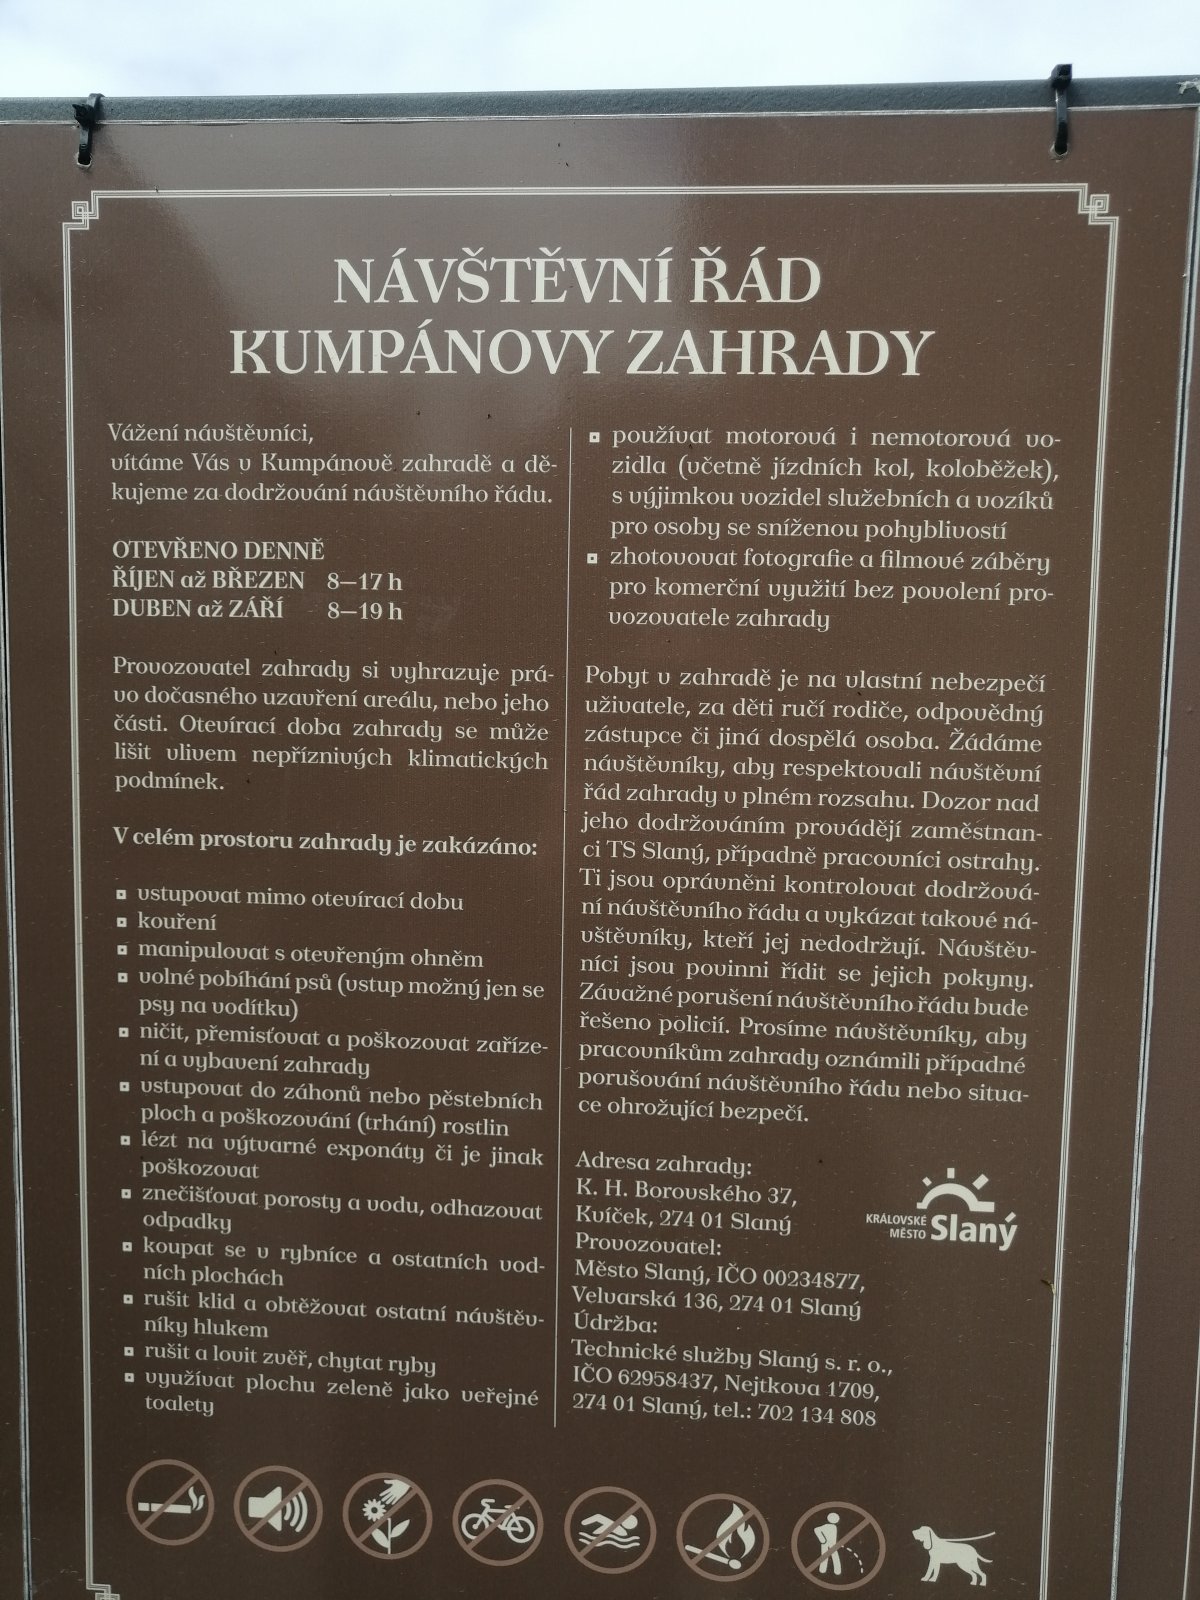 NÁVŠTĚVNÍ ŘÁD
KUMPÁNOVY ZAHRADY
Vážení návštěvníci,
vítáme Vás v Kumpánově zahradě a dě-
kujeme za dodržování návštěvního řádu.
OTEVŘENO DENNĚ
ŘÍJEN až BŘEZEN 8—17 h
DUBEN až ZÁŘÍ 8—19 h
Provozovatel zahrady si vyhrazuje prá-
vo dočasného uzavření areálu, nebo jeho
části. Otevírací doba zahrady se může
lišit vlivem nepříznivých klimatických
podmínek.
V celém prostoru zahrady je zakázáno:
vstupovat mimo otevírací dobu
kouření
manipulovat s otevřeným ohněm
volné pobíhání psů (vstup možný jen se
psy na vodítku)
ničit, přemisťovat a poškozovat zaříze-
ní a vybavení zahrady
vstupovat do záhonů nebo pěstebních
ploch a poškozování (trhání) rostlin
lézt na výtvarné exponáty či je jinak
poškozovat
znečišťovat porosty a vodu, odhazovat
odpadky
koupat se v rybníce a ostatních vod-
ních plochách
rušit klid a obtěžovat ostatní návštěv-
níky hlukem
rušit a lovit zvěř, chytat ryby
využívat plochu zeleně jako veřejné
toalety
používat motorová i nemotorová vo-
zidla (včetně jízdních kol, koloběžek),
s výjimkou vozidel služebních a vozíků
pro osoby se sníženou pohyblivostí
zhotovovat fotografie a filmové záběry
pro komerční využití bez povolení pro-
vozovatele zahrady
Pobyt v zahradě je na vlastní nebezpečí
uživatele, za děti ručí rodiče, odpovědný
zástupce či jiná dospělá osoba. Žádáme
návštěvníky, aby respektovali návštěvní
řád zahrady v plném rozsahu. Dozor nad
jeho dodržováním provádějí zaměstnan-
ci TS Slaný, případně pracovníci ostrahy.
Ti jsou oprávněni kontrolovat dodržová-
ní návštěvního řádu a vykázat takové ná-
vštěvníky, kteří jej nedodržují. Návštěv-
níci jsou povinni řídit se jejich pokyny.
Závažné porušení návštěvního řádu bude
řešeno policií. Prosíme návštěvníky, aby
pracovníkům zahrady oznámili případné
porušování návštěvního řádu nebo situa-
ce ohrožující bezpečí.
Adresa zahrady:
K. H. Borovského 37,
Kvíček, 274 01 Slaný
Provozovatel:
Město Slaný, IČO 00234877,
Velvarská 136, 274 01 Slaný
Údržba:
Technické služby Slaný s. r. o.,
IČO 62958437, Nejtkova 1709,
274 01 Slaný, tel.: 702 134 808
KRÁLOVSKÉ
MĚSTO Slaný